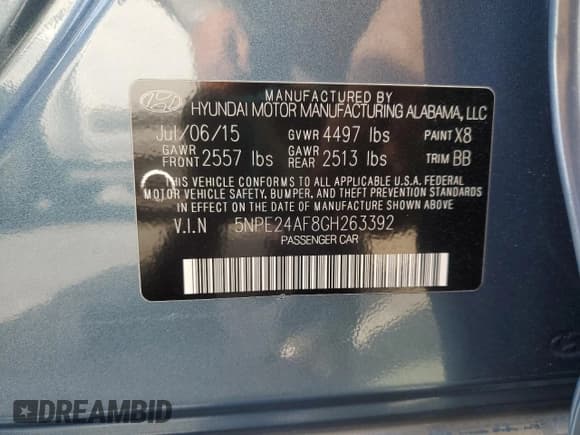 MANUFACTURED BY
HYUNDAI MOTOR MANUFACTURING ALABAMA, LLC
Jul/06/15 GVWR 4497 lbs PAINT X8
GAWR FRONT 2557 lbs GAWR REAR 2513 lbs TRIM BB
THIS VEHICLE CONFORMS TO ALL APPLICABLE U.S.A. FEDERAL
MOTOR VEHICLE SAFETY, BUMPER, AND THEFT PREVENTION STANDARDS
IN EFFECT ON THE DATE OF MANUFACTURE SHOWN ABOVE
V.I.N 5NPE24AF8GH263392
PASSENGER CAR
DREAMBID